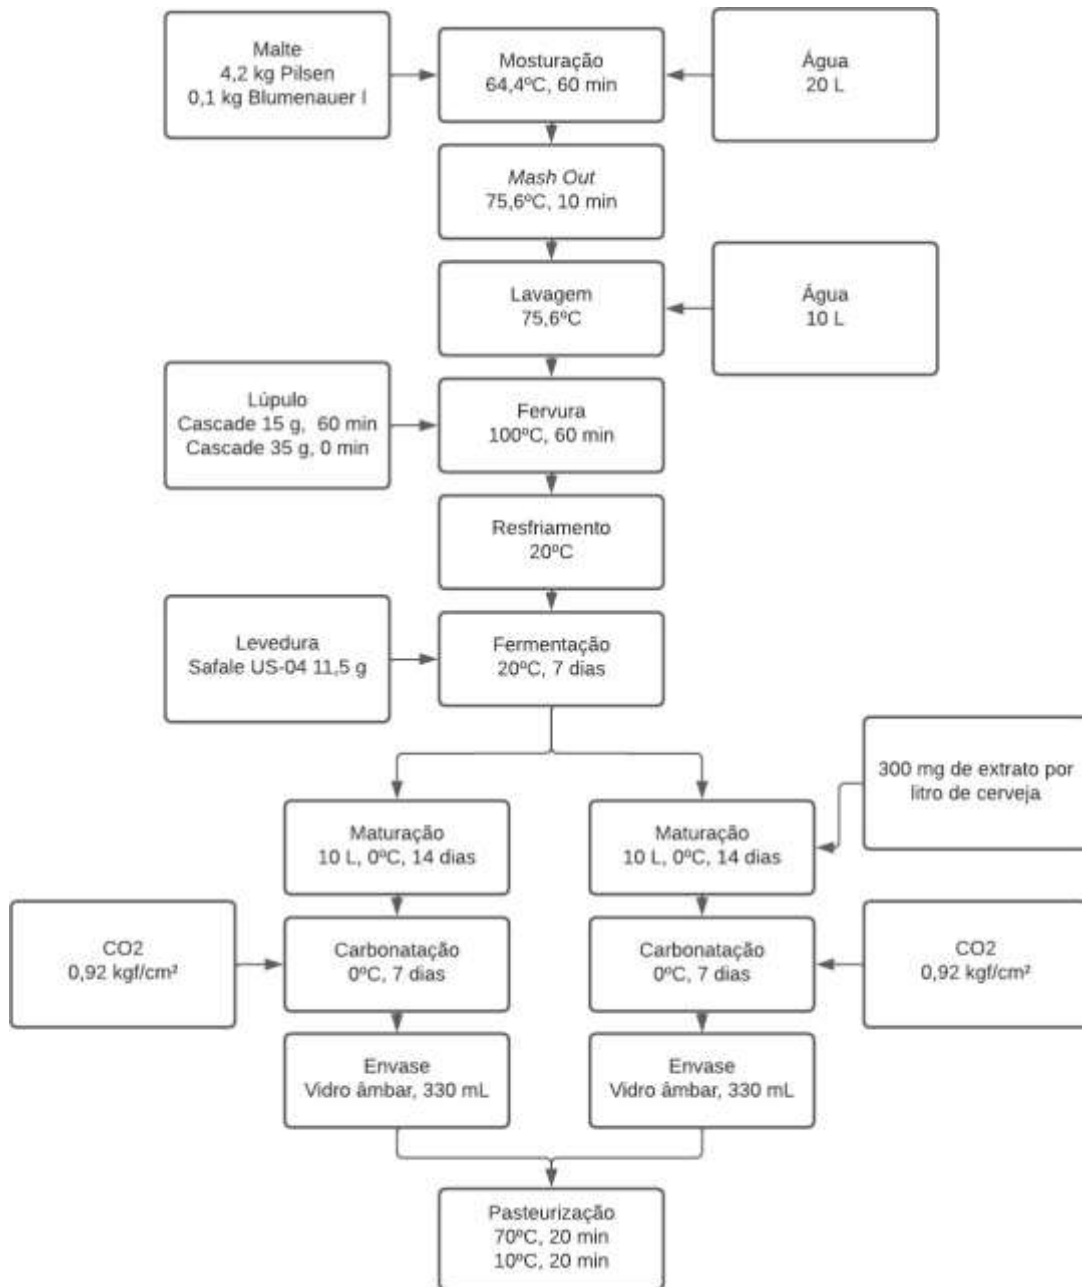 Malte
4,2 kg Pilsen
0,1 kg Blumenauer I
Mosturação
64,4ºC, 60 min
Água
20 L
Mash Out
75,6ºC, 10 min
Lavagem
75,6ºC
Água
10 L
Lúpulo
Cascade 15 g, 60 min
Cascade 35 g, 0 min
Fervura
100ºC, 60 min
Resfriamento
20ºC
Levedura
Safale US-04 11,5 g
Fermentação
20ºC, 7 dias
300 mg de extrato por
litro de cerveja
Maturação
10 L, 0ºC, 14 dias
Maturação
10 L, 0ºC, 14 dias
CO2
0,92 kgf/cm²
Carbonatação
0ºC, 7 dias
Carbonatação
0ºC, 7 dias
CO2
0,92 kgf/cm²
Envase
Vidro âmbar, 330 mL
Envase
Vidro âmbar, 330 mL
Pasteurização
70ºC, 20 min
10ºC, 20 min